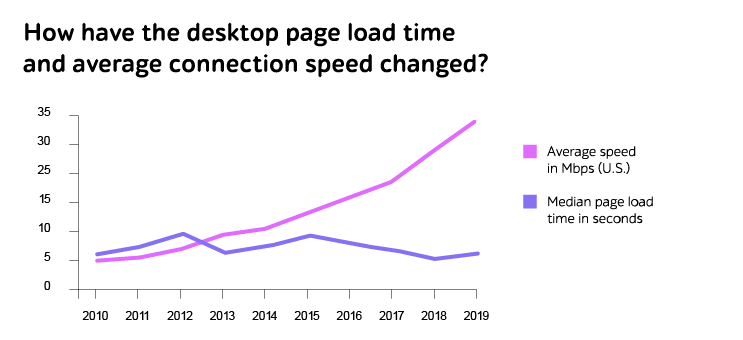 How have the desktop page load time
and average connection speed changed?
35
30
25
15
10
5
0
2010 2011 2012 2013 2014 2015 2016 2017 2018 2019
Average speed
in Mbps (U.S.)
Median page load
time in seconds